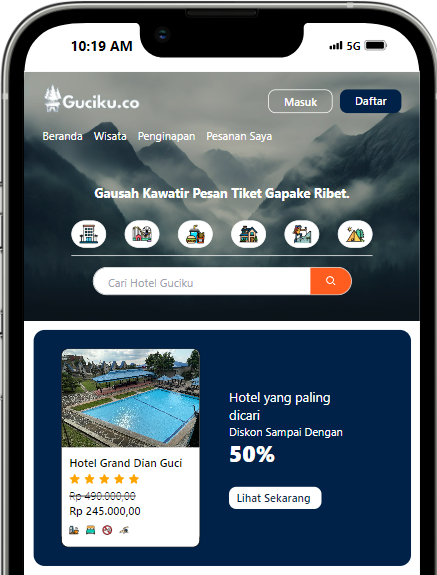 10:19 AM
5G
Guciku.co
Masuk
Daftar
Beranda Wisata Penginapan Pesanan Saya
Gausah Kawatir Pesan Tiket Gapake Ribet.
Cari Hotel Guciku
Hotel Grand Dian Guci
Rp 490.000,00
Rp 245.000,00
Hotel yang paling
dicari
Diskon Sampai Dengan
50%
Lihat Sekarang